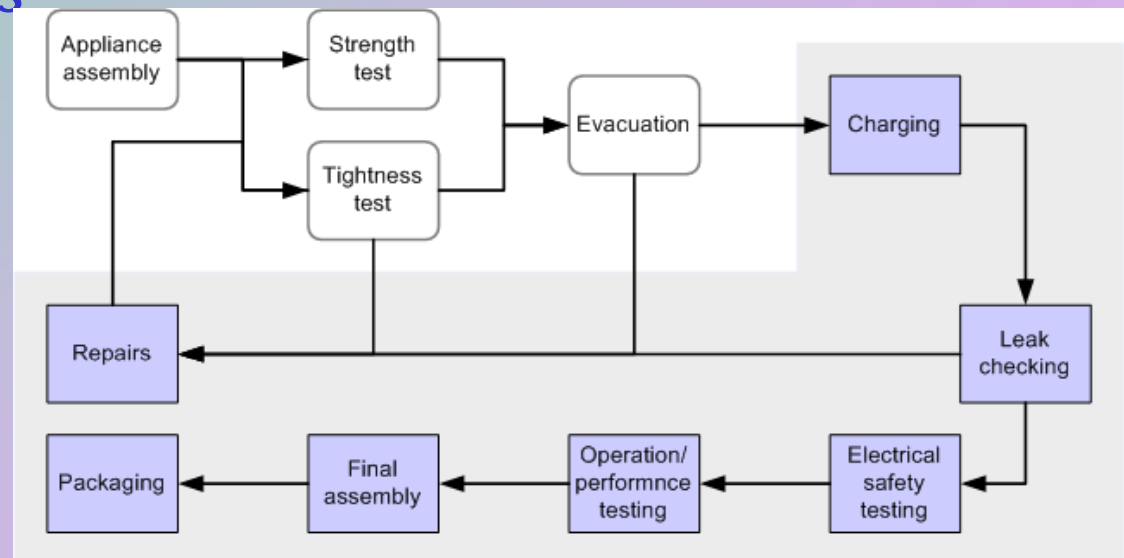 Appliance
assembly
Strength
test
Evacuation
Charging
Tightness
test
Repairs
Leak
checking
Packaging
Final
assembly
Operation/
performnce
testing
Electrical
safety
testing